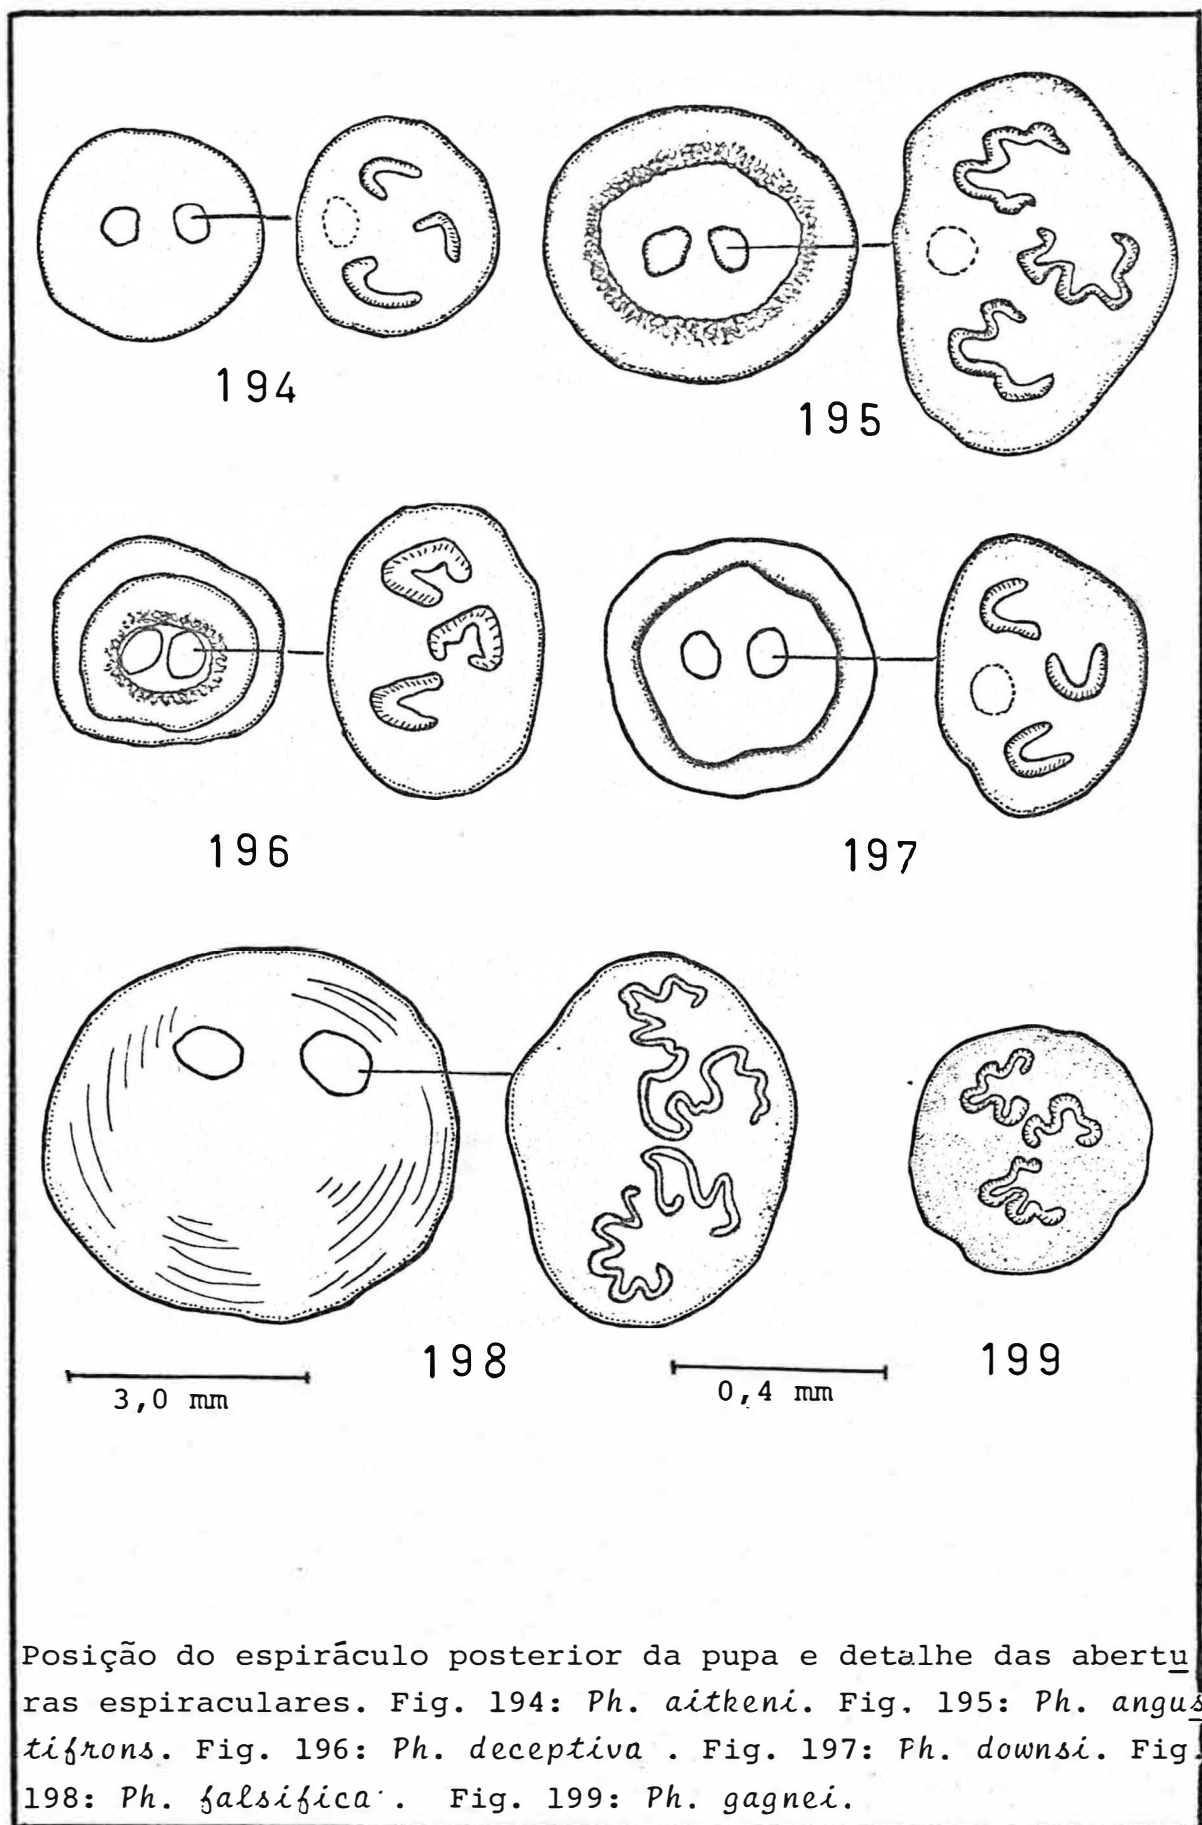 194
195
196
197
198
199
3,0 mm
0,4 mm
Posição do espiráculo posterior da pupa e detalhe das abertu
ras espiraculares. Fig. 194: Ph. aitkeni. Fig. 195: Ph. angus
tifrons. Fig. 196: Ph. deceptiva . Fig. 197: Ph. downsi. Fig.
198: Ph. falsifica . Fig. 199: Ph. gagnei.